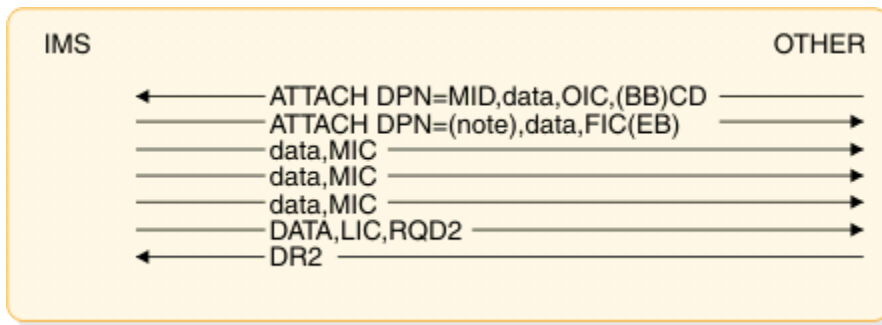 IMS OTHER
ATTACH DPN=MID,data,OIC,(BB)CD
ATTACH DPN=(note),data,FIC(EB)
data,MIC
data,MIC
data,MIC
DATA,LIC,RQD2
DR2